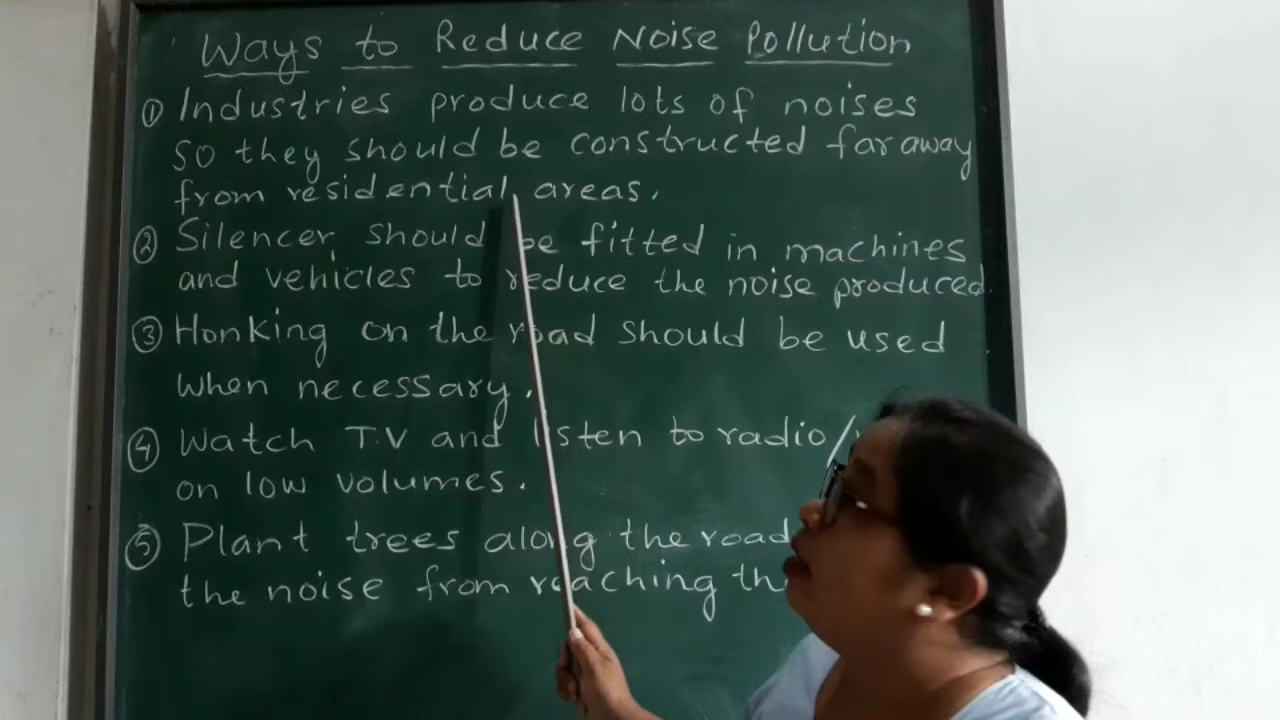 Ways to Reduce Noise Pollution
① Industries produce lots of noises
so they should be constructed far away
from residential areas.
② Silencer should be fitted in machines
and vehicles to reduce the noise produced.
③ Honking on the road should be used
when necessary.
④ Watch T.V and listen to radio/
on low volumes.
⑤ Plant trees along the road
the noise from reaching